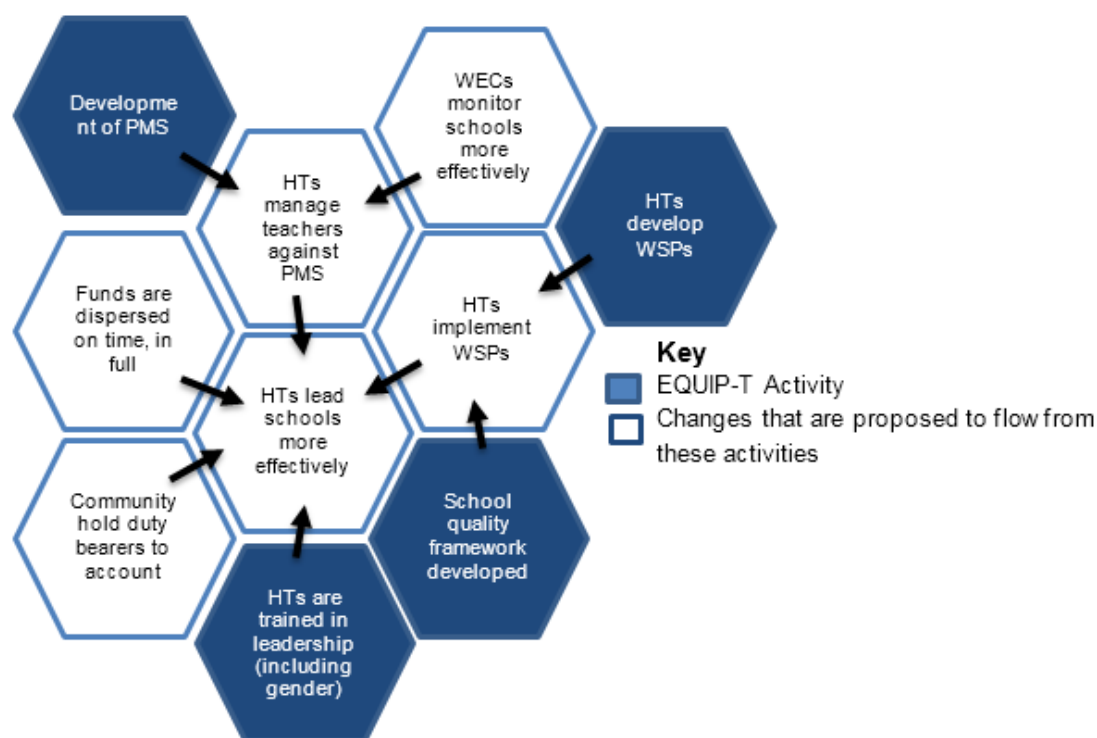 Developme
nt of PMS
WECs
monitor
schools
more
effectively
HTs
manage
teachers
against
PMS
HTs
develop
WSPs
Funds are
dispersed
on time, in
full
HTs
implement
WSPs
HTs lead
schools
more
effectively
Community
hold duty
bearers to
account
School
quality
framework
developed
HTs are
trained in
leadership
(including
gender)
Key
EQUIP-T Activity
Changes that are proposed to flow from
these activities